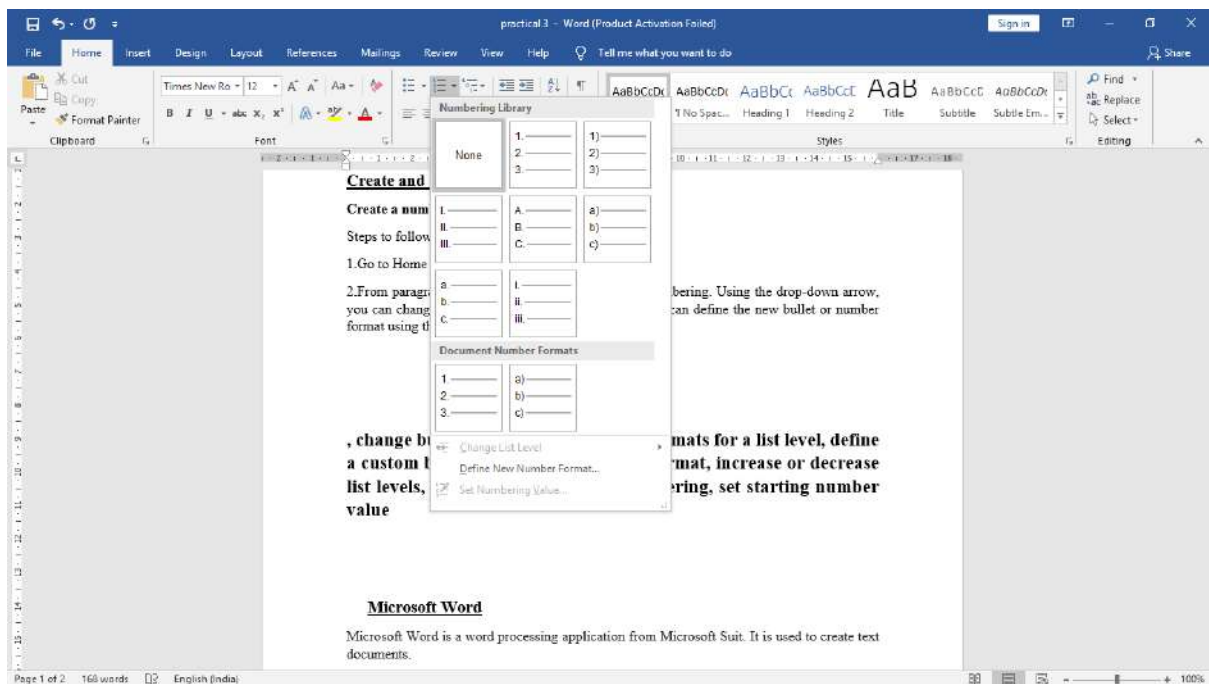 practical 3 - Word (Product Activation Failed)
Sign in
File Home Insert Design Layout References Mailings Review View Help Tell me what you want to do Share
Paste
Cut
Copy
Format Painter
Clipboard
Times New Ro 12 A A Aa
B I U abc X, X² A A
Font
AaBbCcDc AaBbCcDc AaBbCc AaBbCcE AaB AaBbCcD AaBbCcDc
¶ No Spac... Heading 1 Heading 2 Title Subtitle Subtle Em...
Styles
Find
Replace
Select
Editing
Numbering Library
None
1.
2.
3.
1)
2)
3)
I.
II.
III.
A.
B.
C.
a)
b)
c)
a.
b.
c.
i.
ii.
iii.
Document Number Formats
1.
2.
3.
a)
b)
c)
Change List Level
Define New Number Format...
Set Numbering Value...
Create and
Create a num
Steps to follow
1.Go to Home
2.From paragra bering. Using the drop-down arrow,
you can chang can define the new bullet or number
format using th
, change bu mats for a list level, define
a custom b rmat, increase or decrease
list levels, ering, set starting number
value
Microsoft Word
Microsoft Word is a word processing application from Microsoft Suit. It is used to create text
documents.
Page 1 of 2 168 words English (India) 100%